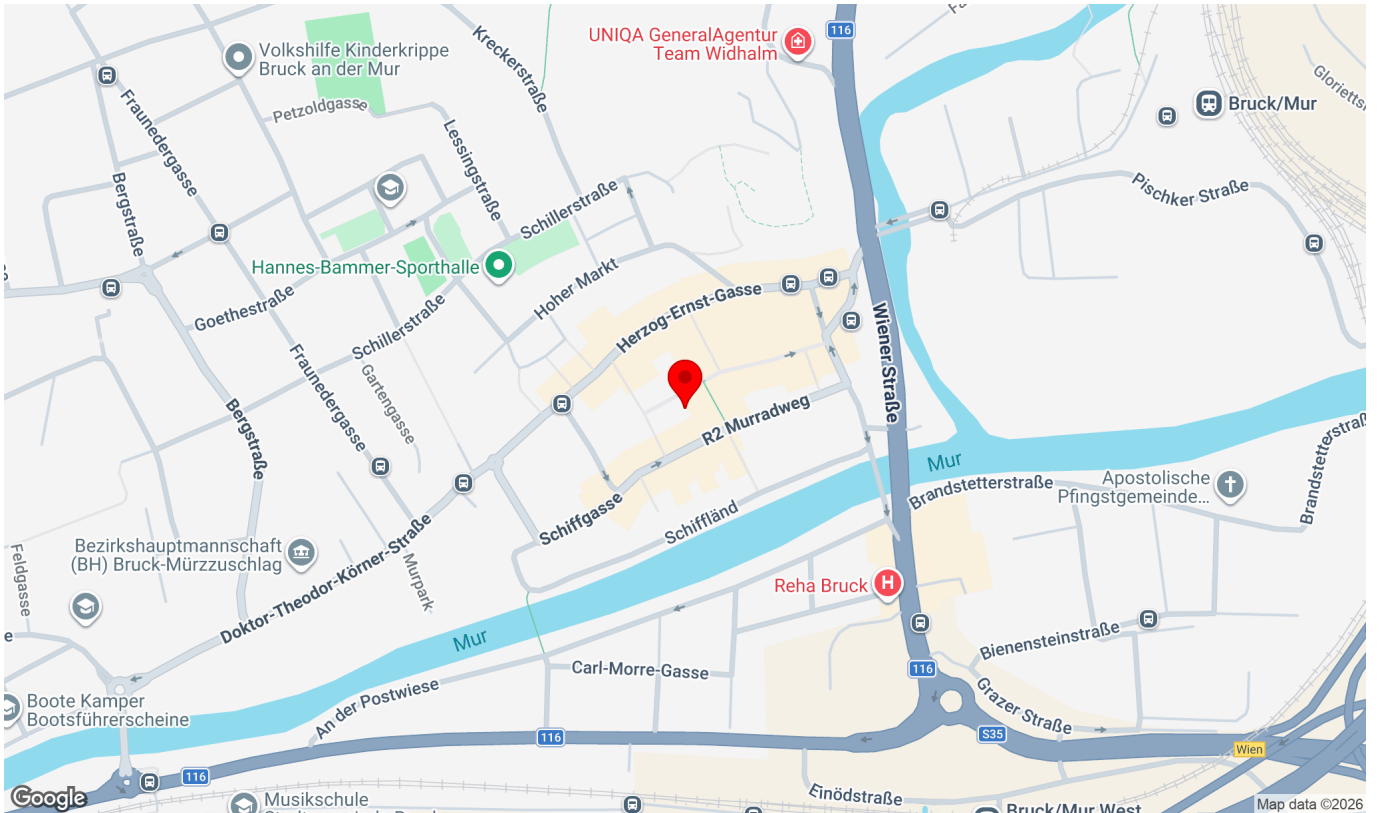 116
UNIQA GeneralAgentur
Team Widhalm
Volkshilfe Kinderkrippe
Bruck an der Mur
Kreckerstraße
Petzoldgasse
Fraunedergasse
Lessingstraße
Bruck/Mur
Bergstraße
Schillerstraße
Pischker Straße
Hannes-Bammer-Sporthalle
Hoher Markt
Goethestraße
Herzog-Ernst-Gasse
Schillerstraße
Wiener Straße
Fraunedergasse
Gartengasse
Bergstraße
R2 Murradweg
Mur
Brandstetterstraße
Apostolische
Pfingstgemeinde...
Schiffgasse
Schiffländ
Feldgasse
Bezirkshauptmannschaft
(BH) Bruck-Mürzzuschlag
Doktor-Theodor-Körner-Straße
Murpark
Reha Bruck
H
Mur
Bienensteinstraße
Carl-Morre-Gasse
116
An der Postwiese
Grazer Straße
Boote Kamper
Bootsführerscheine
116
S35
Wien
116
Einödstraße
Google
Musikschule
Bruck/Mur West
Map data ©2026